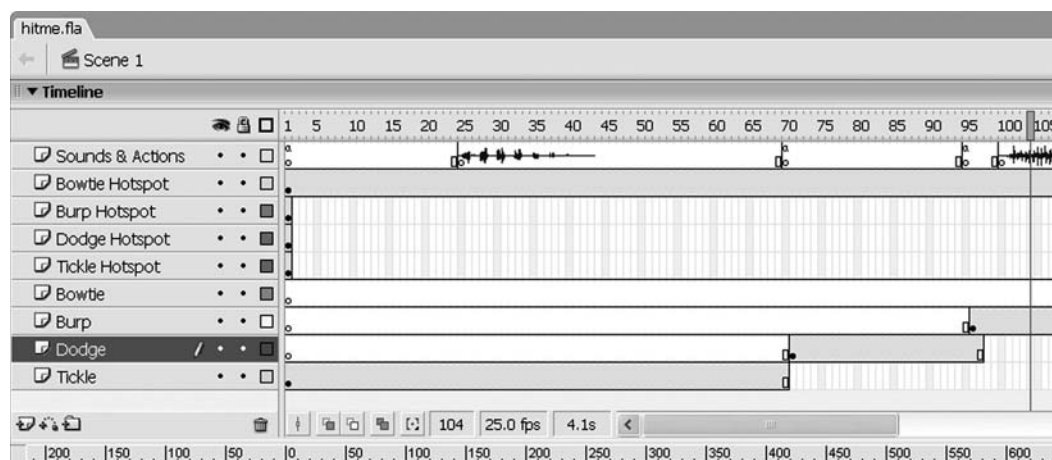 hitme.fla
Scene 1
Timeline
1 5 10 15 20 25 30 35 40 45 50 55 60 65 70 75 80 85 90 95 100 105
Sounds & Actions a a a
Bowtie Hotspot
Burp Hotspot
Dodge Hotspot
Tickle Hotspot
Bowtie
Burp
Dodge
Tickle
104 25.0 fps 4.1s
200 150 100 50 0 50 100 150 200 250 300 350 400 450 500 550 600